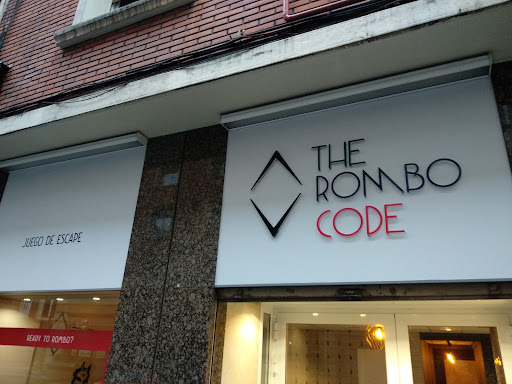 THE
ROMBO
CODE
JUEGO DE ESCAPE
READY TO ROMBO?